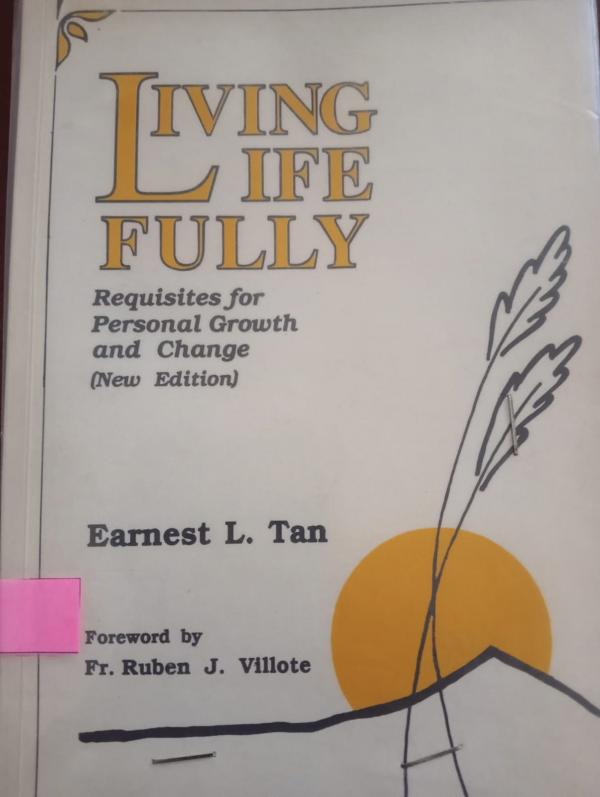 LIVING
LIFE
FULLY
Requisites for
Personal Growth
and Change
(New Edition)
Earnest L. Tan
Foreword by
Fr. Ruben J. Villote